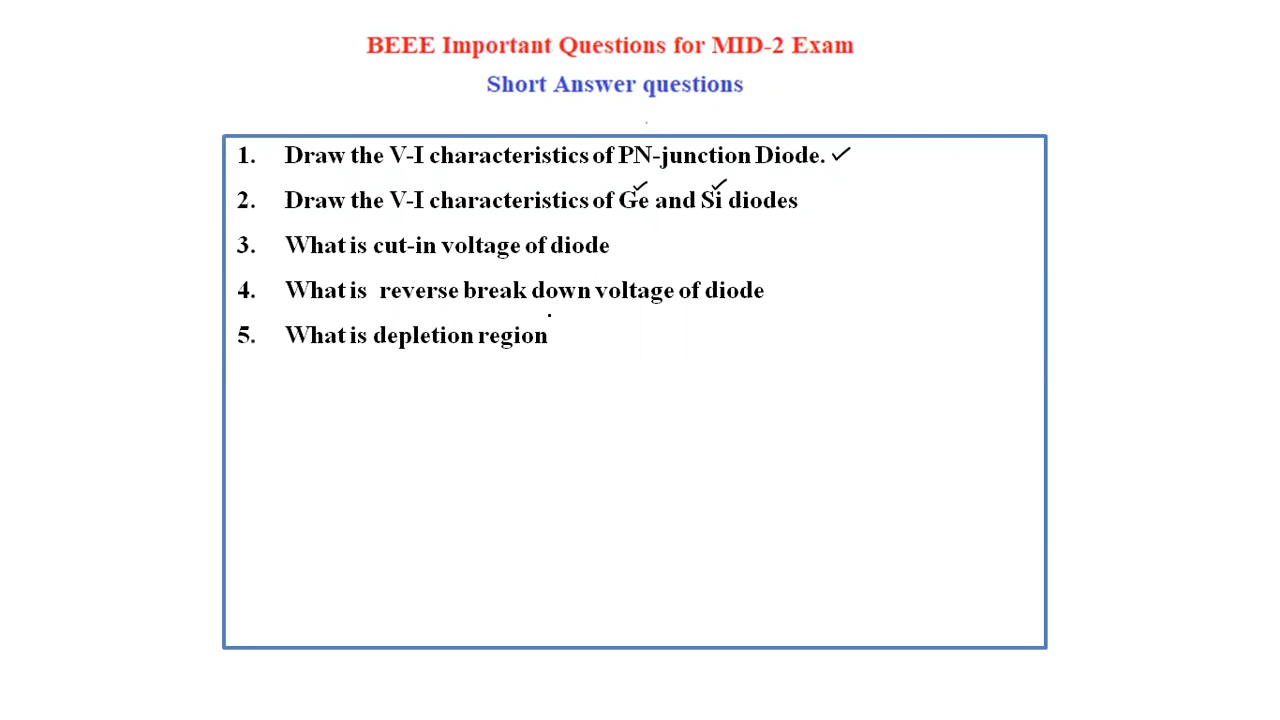 BEEE Important Questions for MID-2 Exam
Short Answer questions
1. Draw the V-I characteristics of PN-junction Diode. ✓
2. Draw the V-I characteristics of Ge and Si diodes
3. What is cut-in voltage of diode
4. What is reverse break down voltage of diode
5. What is depletion region